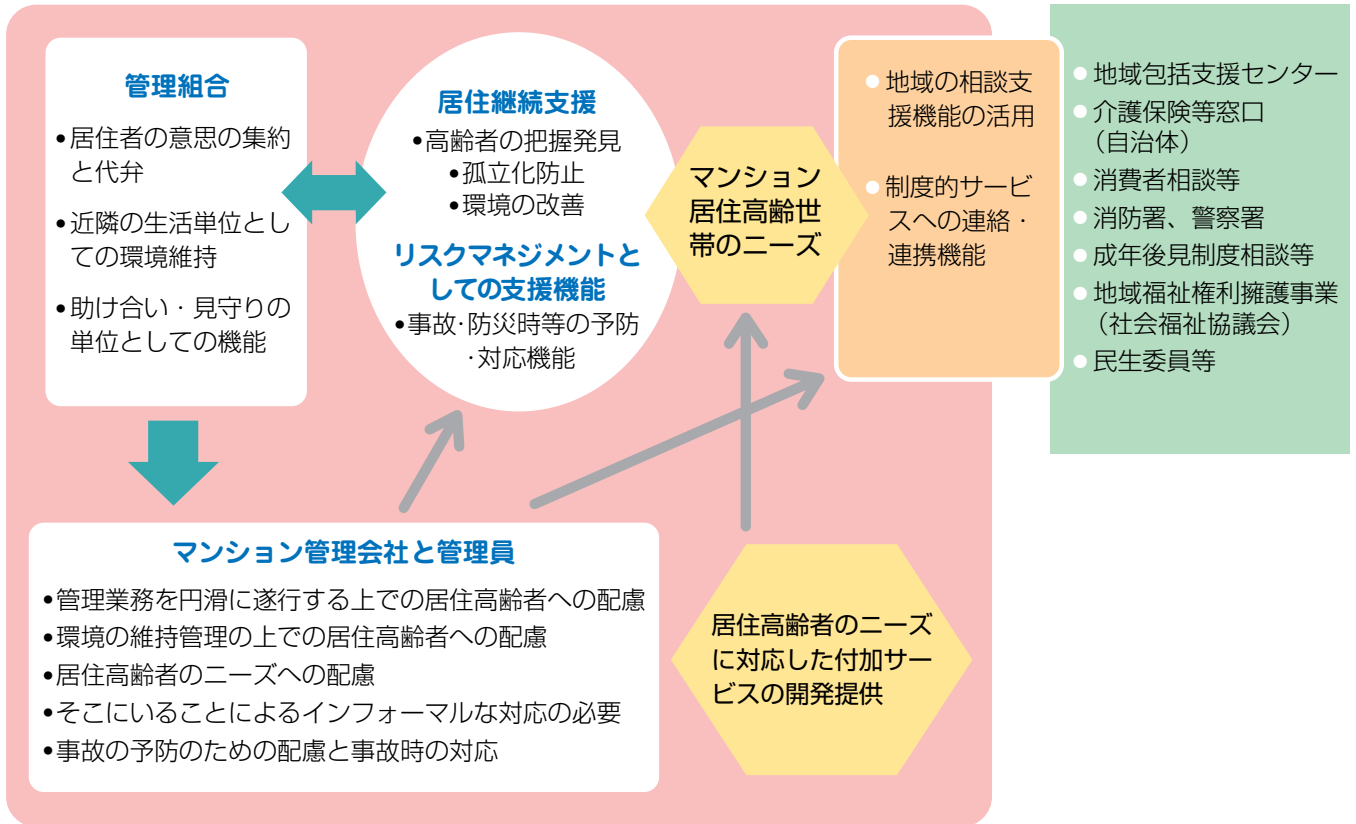 管理組合
•居住者の意思の集約
と代弁
•近隣の生活単位とし
ての環境維持
•助け合い・見守りの
単位としての機能
居住継続支援
•高齢者の把握発見
•孤立化防止
•環境の改善
リスクマネジメントと
しての支援機能
•事故・防災時等の予防
・対応機能
マンション
居住高齢世
帯のニーズ
●地域の相談支
援機能の活用
●制度的サービ
スへの連絡・
連携機能
●地域包括支援センター
●介護保険等窓口
（自治体）
●消費者相談等
●消防署、警察署
●成年後見制度相談等
●地域福祉権利擁護事業
（社会福祉協議会）
●民生委員等
マンション管理会社と管理員
•管理業務を円滑に遂行する上での居住高齢者への配慮
•環境の維持管理の上での居住高齢者への配慮
•居住高齢者のニーズへの配慮
•そこにいることによるインフォーマルな対応の必要
•事故の予防のための配慮と事故時の対応
居住高齢者のニーズ
に対応した付加サー
ビスの開発提供